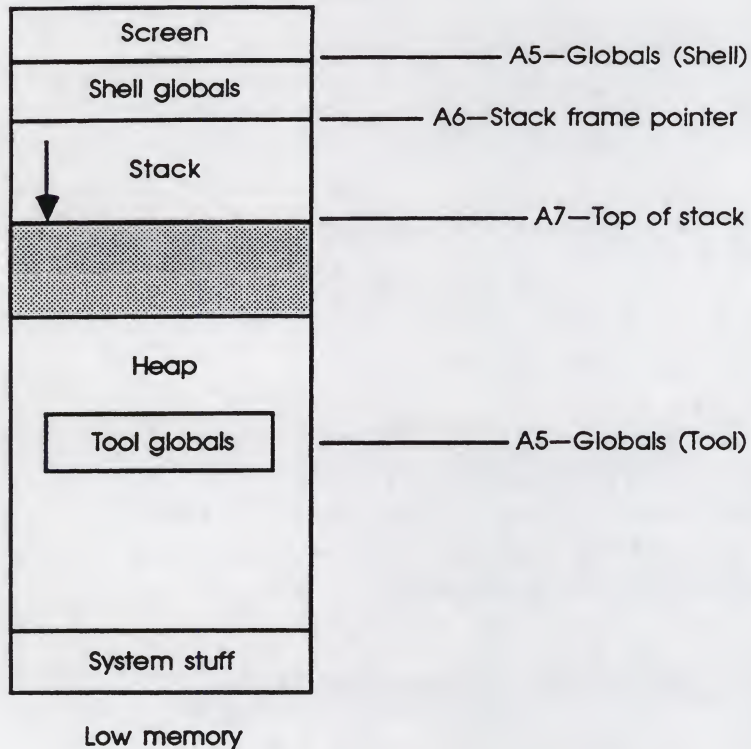 Screen
A5—Globals (Shell)
Shell globals
A6—Stack frame pointer
Stack
A7—Top of stack
Heap
Tool globals
A5—Globals (Tool)
System stuff
Low memory